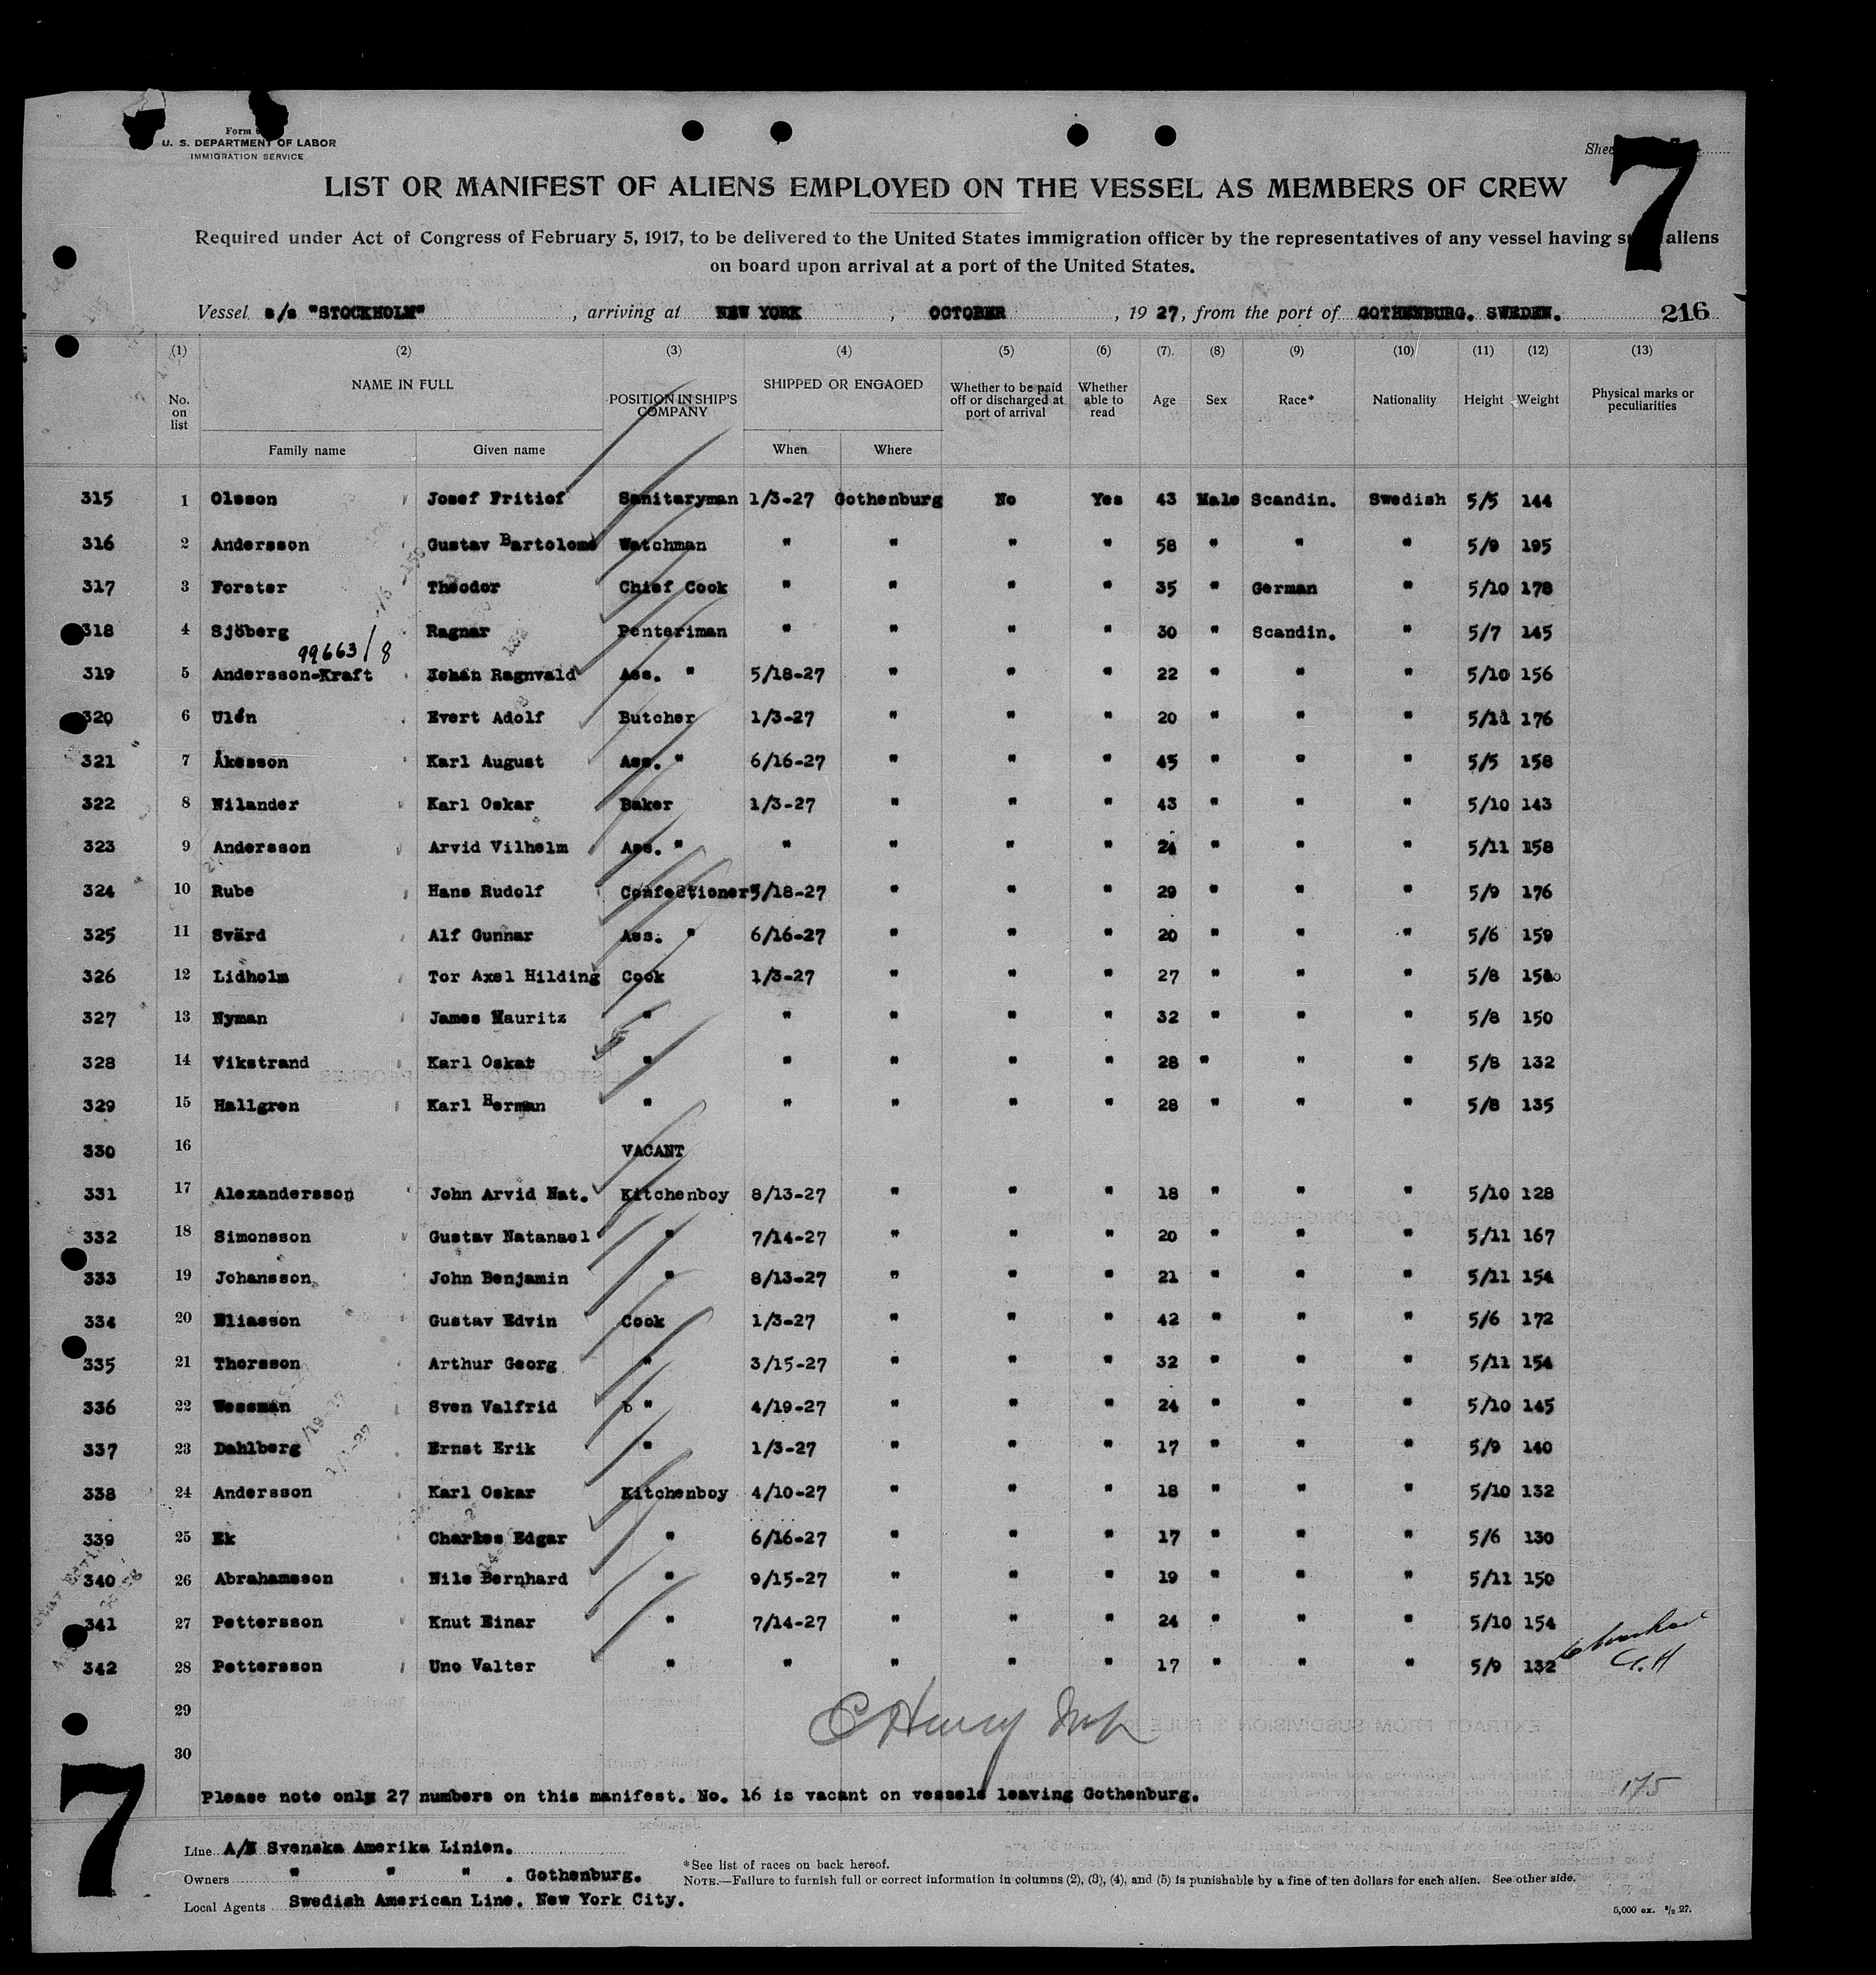 Form
U. S. DEPARTMENT OF LABOR
IMMIGRATION SERVICE
7
LIST OR MANIFEST OF ALIENS EMPLOYED ON THE VESSEL AS MEMBERS OF CREW
Required under Act of Congress of February 5, 1917, to be delivered to the United States immigration officer by the representatives of any vessel having aliens
on board upon arrival at a port of the United States.
Vessel s/s "STOCKHOLM", arriving at NEW YORK, OCTOBER, 19 27, from the port of GOTHENBURG. SWEDEN. 216
(1) (2) (3) (4) (5) (6) (7). (8) (9) (10) (11) (12) (13)
No. on list NAME IN FULL POSITION IN SHIP'S COMPANY SHIPPED OR ENGAGED Whether to be paid off or discharged at port of arrival Whether able to read Age Sex Race* Nationality Height Weight Physical marks or peculiarities
Family name Given name When Where
315 1 Olsson Josef Fritiof Sanitaryman 1/3-27 Gothenburg No Yes 43 Male Scandin. Swedish 5/5 144
316 2 Andersson Gustav Bartolomé Watchman " " " " 58 " " " 5/9 195
317 3 Forster Theodor Chief Cook " " " " 35 " German " 5/10 178
318 4 Sjöberg Ragnar Penteriman " " " " 30 " Scandin. " 5/7 145
99663/8
319 5 Andersson-Kraft Johan Ragnvald Ass. " 5/18-27 " " " 22 " " " 5/10 156
320 6 Ulén Evert Adolf Butcher 1/3-27 " " " 20 " " " 5/11 176
321 7 Åkesson Karl August Ass. " 6/16-27 " " " 45 " " " 5/5 158
322 8 Nilander Karl Oskar Baker 1/3-27 " " " 43 " " " 5/10 143
323 9 Andersson Arvid Vilhelm Ass. " " " " " 24 " " " 5/11 158
324 10 Rube Hans Rudolf Confectioner 5/18-27 " " " 29 " " " 5/9 176
325 11 Svärd Alf Gunnar Ass. " 6/16-27 " " " 20 " " " 5/6 159
326 12 Lidholm Tor Axel Hilding Cook 1/3-27 " " " 27 " " " 5/8
327 13 Nyman James Mauritz " " " " " 32 " " " 5/8 150
328 14 Vikstrand Karl Oskar " " " " " 28 " " " 5/8 132
329 15 Hallgren Karl Herman " " " " " 28 " " " 5/8 135
330 16 VACANT
331 17 Alexandersson John Arvid Nat. Kitchenboy 8/13-27 " " " 18 " " " 5/10 128
332 18 Simonsson Gustav Natanael " 7/14-27 " " " 20 " " " 5/11 167
333 19 Johansson John Benjamin " 8/13-27 " " " 21 " " " 5/11 154
334 20 Eliasson Gustav Edvin Cook 1/3-27 " " " 42 " " " 5/6 172
335 21 Thorsson Arthur Georg " 3/15-27 " " " 32 " " " 5/11 154
336 22 Wessman Sven Valfrid " 4/19-27 " " " 24 " " " 5/10 145
337 23 Dahlberg Ernst Erik " 1/3-27 " " " 17 " " " 5/9 140
338 24 Andersson Karl Oskar Kitchenboy 4/10-27 " " " 18 " " " 5/10 132
339 25 Ek Charles Edgar " 6/16-27 " " " 17 " " " 5/6 130
340 26 Abrahamsson Nils Bernhard " 9/15-27 " " " 19 " " " 5/11 150
341 27 Pettersson Knut Einar " 7/14-27 " " " 24 " " " 5/10 154
342 28 Pettersson Uno Valter " " " " " 17 " " " 5/9 132
29
30
Please note only 27 numbers on this manifest. No. 16 is vacant on vessels leaving Gothenburg.
175
7
Line A/B Svenska Amerika Linien.
Owners " " " . Gothenburg.
Local Agents Swedish American Line. New York City.
*See list of races on back hereof.
NOTE.—Failure to furnish full or correct information in columns (2), (3), (4), and (5) is punishable by a fine of ten dollars for each alien. See other side.
5,000 ex. 8/2 27.